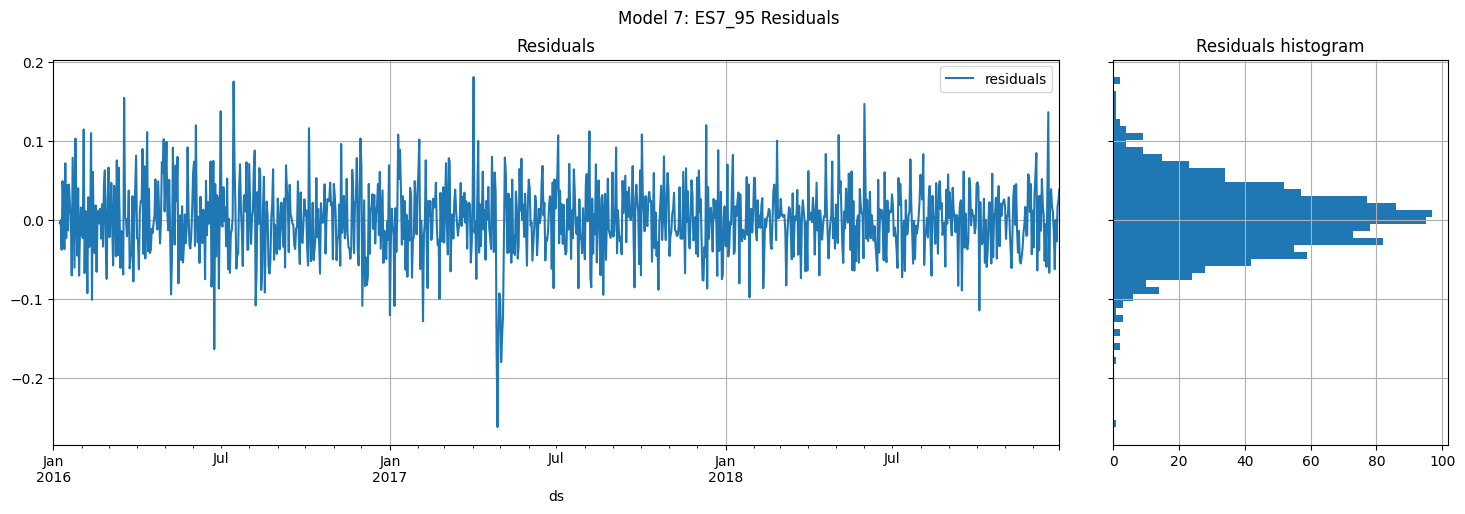 Model 7: ES7_95 Residuals
Residuals
Residuals histogram
residuals
0.2
0.1
0.0
−0.1
−0.2
Jan
2016
Jul
Jan
2017
Jul
Jan
2018
Jul
ds
0
20
40
60
80
100